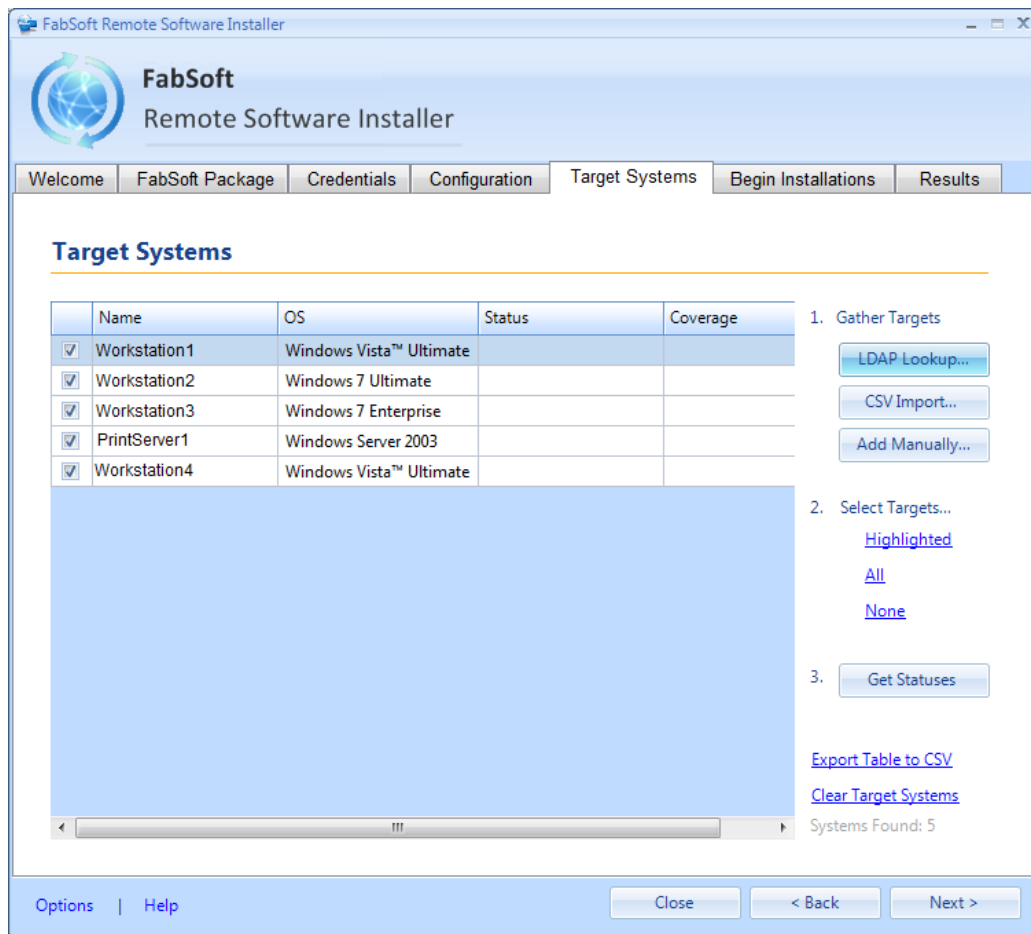 FabSoft Remote Software Installer
FabSoft
Remote Software Installer
Welcome FabSoft Package Credentials Configuration Target Systems Begin Installations Results
Target Systems
Name OS Status Coverage
Workstation1 Windows Vista™ Ultimate
Workstation2 Windows 7 Ultimate
Workstation3 Windows 7 Enterprise
PrintServer1 Windows Server 2003
Workstation4 Windows Vista™ Ultimate
1. Gather Targets
LDAP Lookup...
CSV Import...
Add Manually...
2. Select Targets...
Highlighted
All
None
3. Get Statuses
Export Table to CSV
Clear Target Systems
Systems Found: 5
Options | Help Close < Back Next >